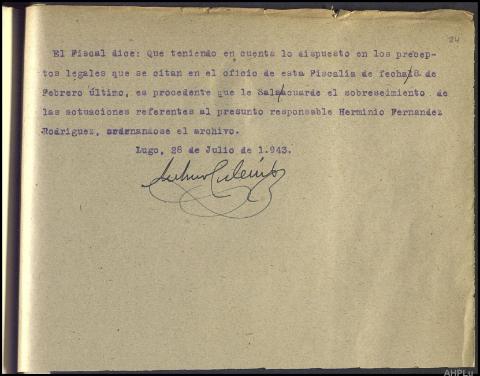 24
El Fiscal dice: Que teniendo en cuenta lo dispuesto en los precep-
tos legales que se citan en el oficio de esta Fiscalia de fecha/18 de
Febrero último, es procedente que le Sala/acuerde el sobreseimiento de
las actuaciones referentes al presunto responsable Herminio Fernandez
Rodriguez, ordenandose el archivo.
Lugo, 28 de Julio de 1.943.
AHPLu